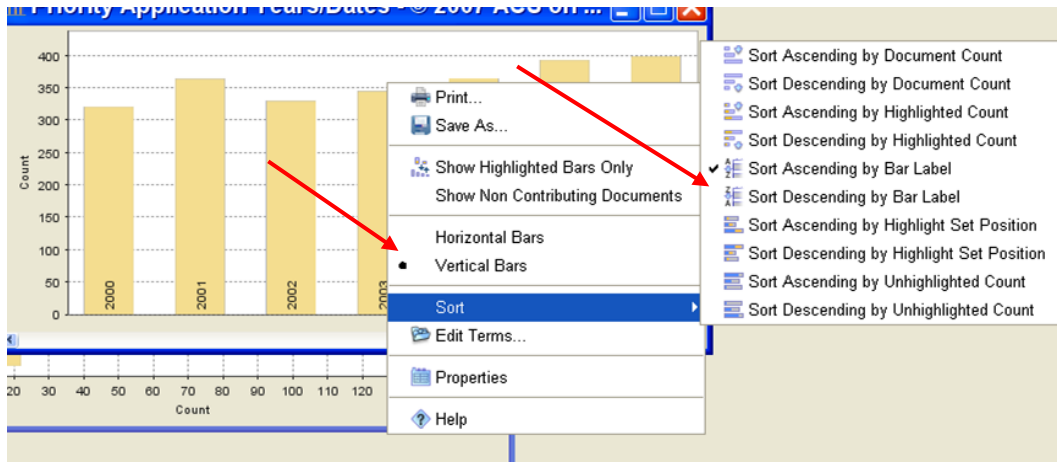 Priority Application Years/Dates - © 2007 ACS on ...
400
350
300
250
200
150
100
50
0
Count
2000
2001
2002
2003
Print...
Save As...
Show Highlighted Bars Only
Show Non Contributing Documents
Horizontal Bars
Vertical Bars
Sort
Edit Terms...
Properties
Help
Sort Ascending by Document Count
Sort Descending by Document Count
Sort Ascending by Highlighted Count
Sort Descending by Highlighted Count
Sort Ascending by Bar Label
Sort Descending by Bar Label
Sort Ascending by Highlight Set Position
Sort Descending by Highlight Set Position
Sort Ascending by Unhighlighted Count
Sort Descending by Unhighlighted Count
20 30 40 50 60 70 80 90 100 110 120
Count